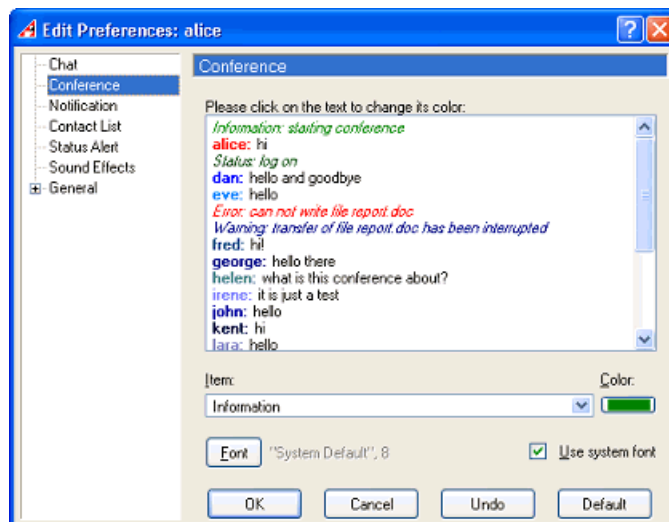 Edit Preferences: alice
Chat
Conference
Notification
Contact List
Status Alert
Sound Effects
General
Conference
Please click on the text to change its color:
Information: starting conference
alice: hi
Status: log on
dan: hello and goodbye
eve: hello
Error: can not write file report.doc
Warning: transfer of file report.doc has been interrupted
fred: hi!
george: hello there
helen: what is this conference about?
irene: it is just a test
john: hello
kent: hi
lara: hello
Item: Color:
Information
Font "System Default", 8 Use system font
OK Cancel Undo Default